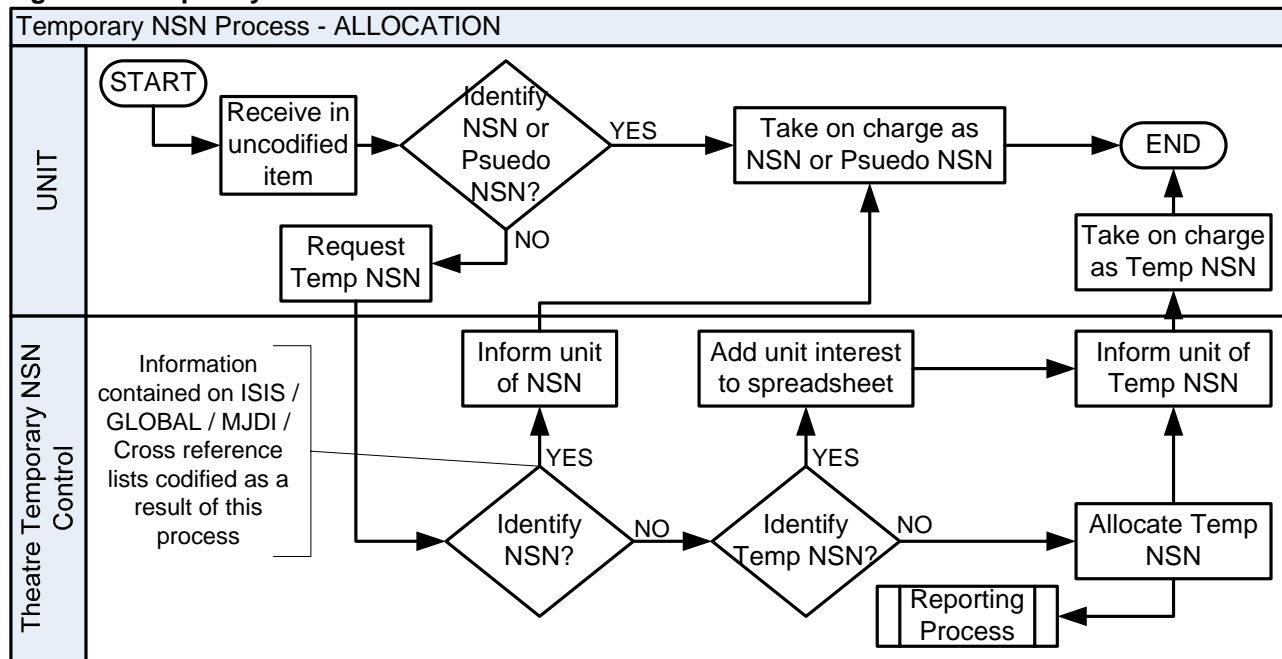 Temporary NSN Process - ALLOCATION
UNIT
START
Receive in
uncodified
item
Identify
NSN or
Psuedo
NSN?
YES
NO
Take on charge as
NSN or Psuedo NSN
END
Request
Temp NSN
Take on charge
as Temp NSN
Theatre Temporary NSN
Control
Information
contained on ISIS /
GLOBAL / MJDI /
Cross reference
lists codified as a
result of this
process
Inform unit
of NSN
Add unit interest
to spreadsheet
Inform unit of
Temp NSN
YES
YES
Identify
NSN?
NO
Identify
Temp NSN?
NO
Allocate Temp
NSN
Reporting
Process